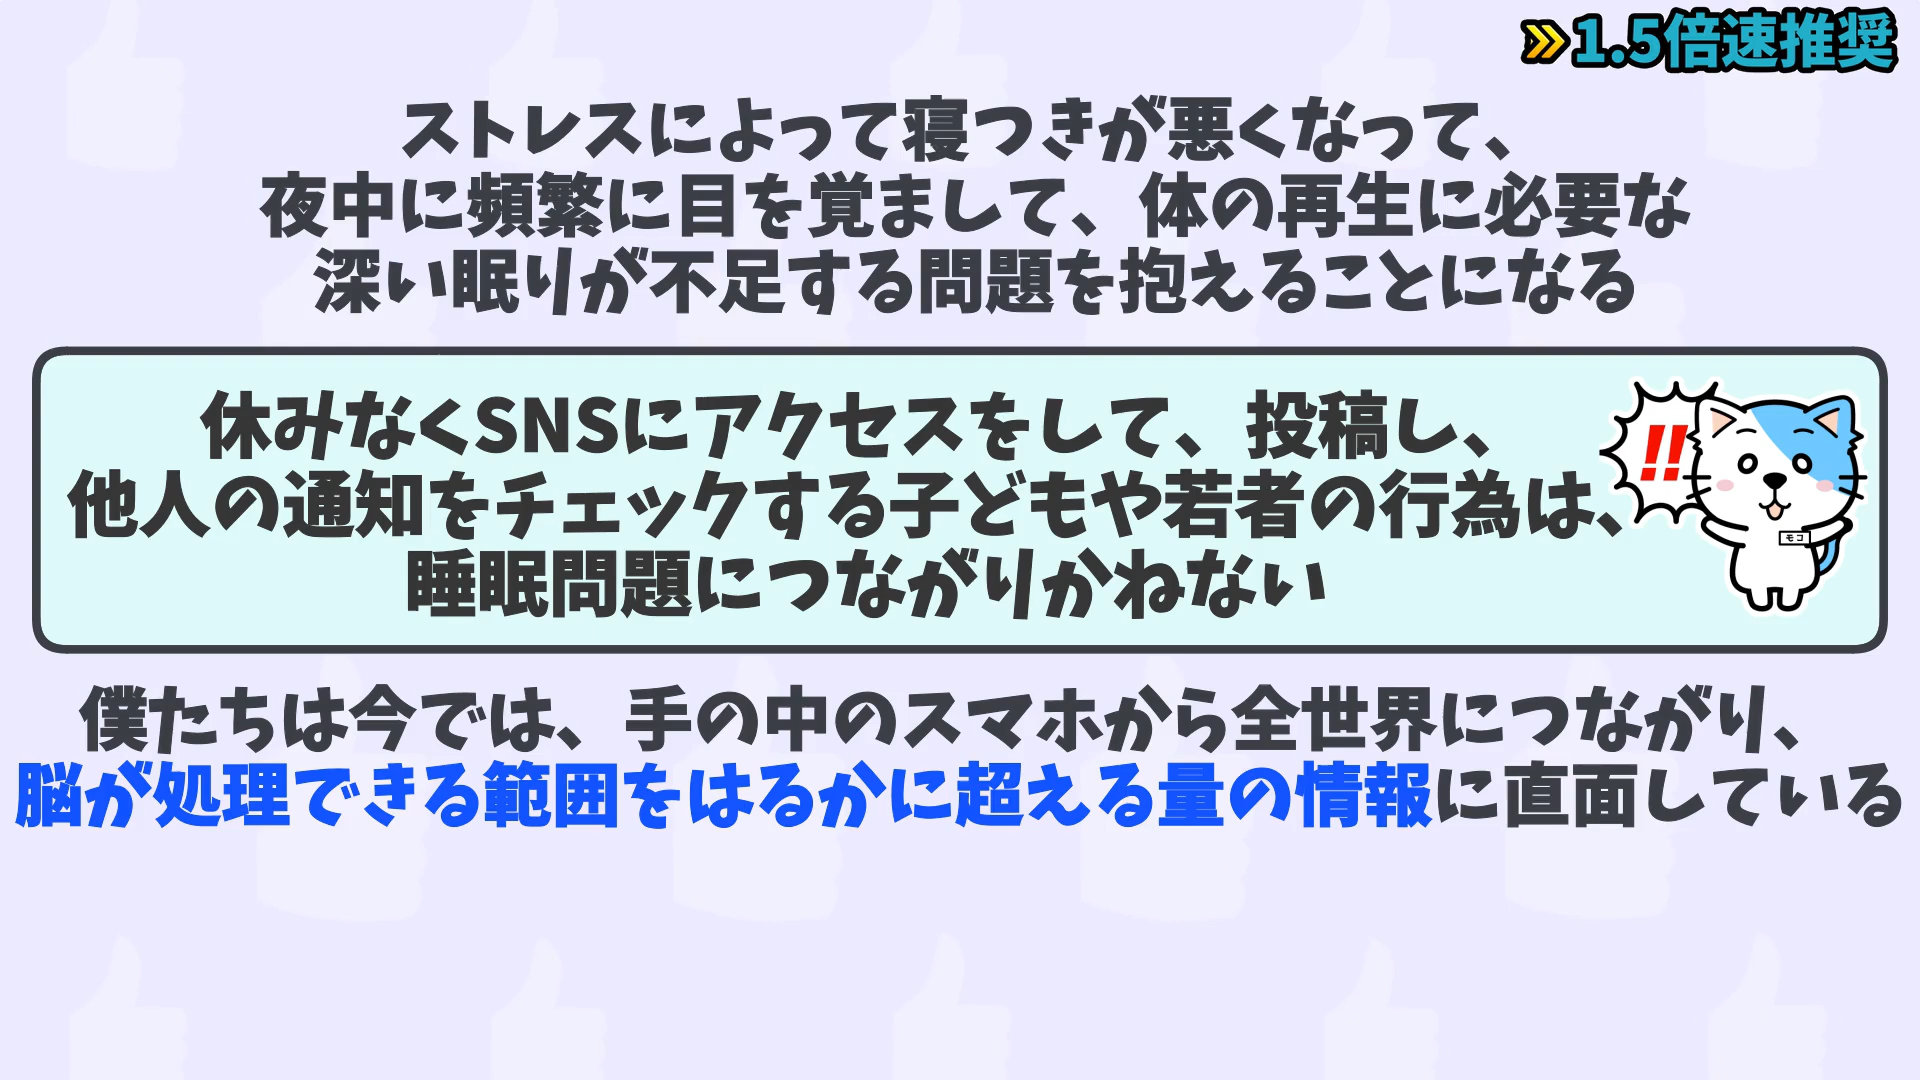 1.5倍速推奨
ストレスによって寝つきが悪くなって、
夜中に頻繁に目を覚まして、体の再生に必要な
深い眠りが不足する問題を抱えることになる
休みなくSNSにアクセスをして、投稿し、
他人の通知をチェックする子どもや若者の行為は、
睡眠問題につながりかねない
!!
モコ
僕たちは今では、手の中のスマホから全世界につながり、
脳が処理できる範囲をはるかに超える量の情報に直面している